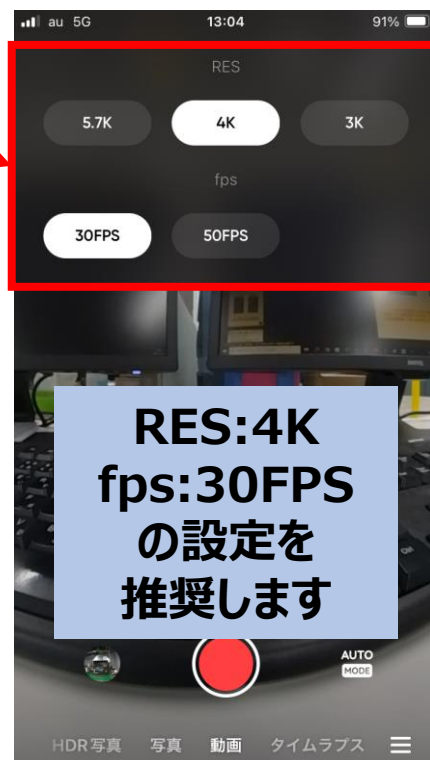 au 5G 13:04 91%
RES
5.7K 4K 3K
fps
30FPS 50FPS
RES:4K
fps:30FPS
の設定を
推奨します
AUTO
MODE
HDR写真 写真 動画 タイムラプス